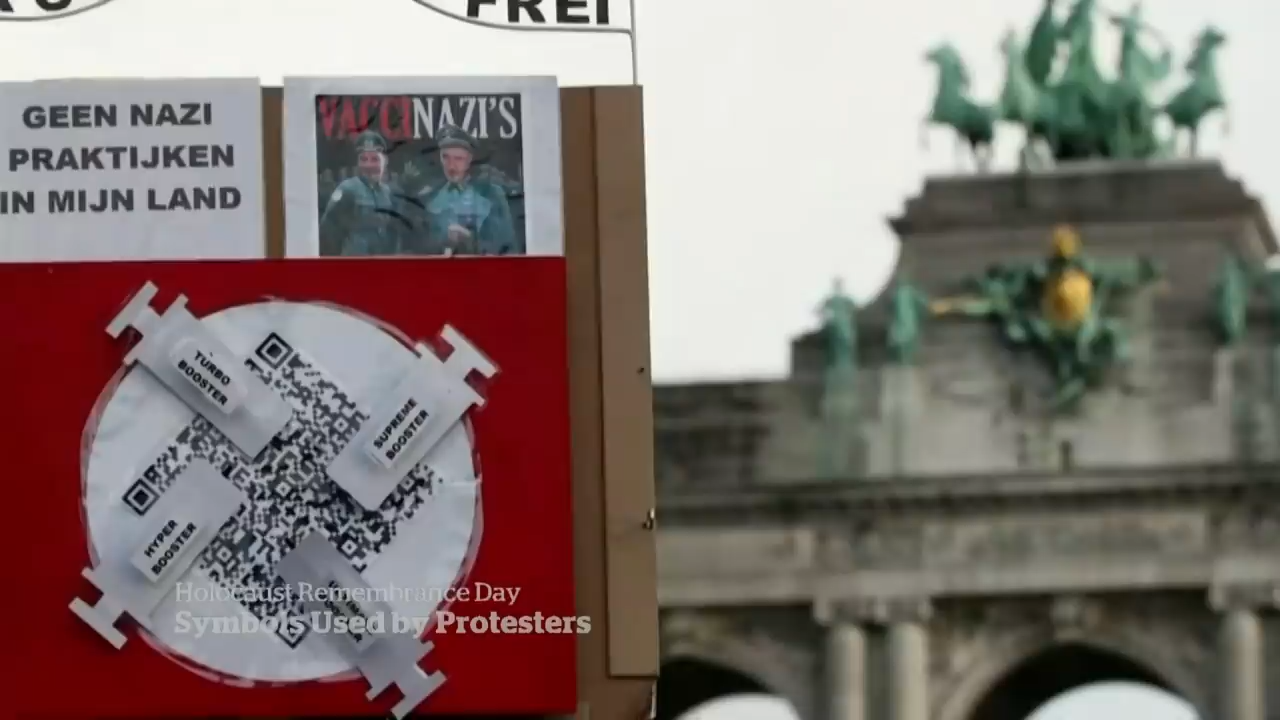 FREI
GEEN NAZI
PRAKTIJKEN
IN MIJN LAND
VACCINAZI'S
TURBO
BOOSTER
SUPREME
BOOSTER
HYPER
BOOSTER
Holocaust Remembrance Day
Symbols Used by Protesters